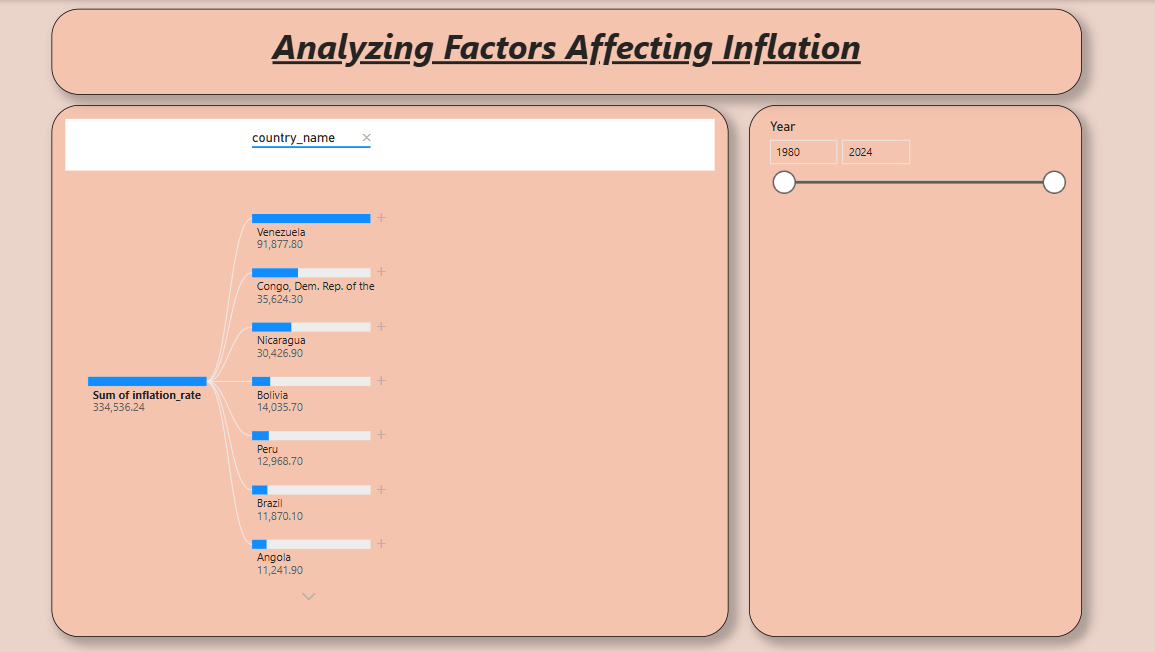 Analyzing Factors Affecting Inflation
country_name
Venezuela
91,877.80
Congo, Dem. Rep. of the
35,624.30
Nicaragua
30,426.90
Sum of inflation_rate
334,536.24
Bolivia
14,035.70
Peru
12,968.70
Brazil
11,870.10
Angola
11,241.90
Year
1980 2024